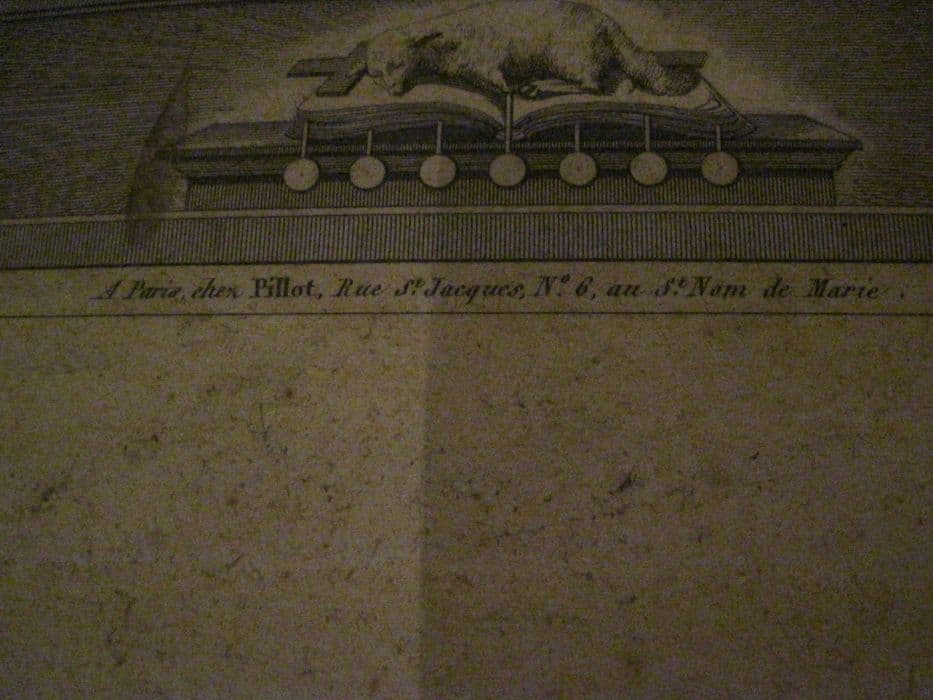 A Paris, chez Pillot, Rue St. Jacques, No. 6, au St. Nom de Marie.